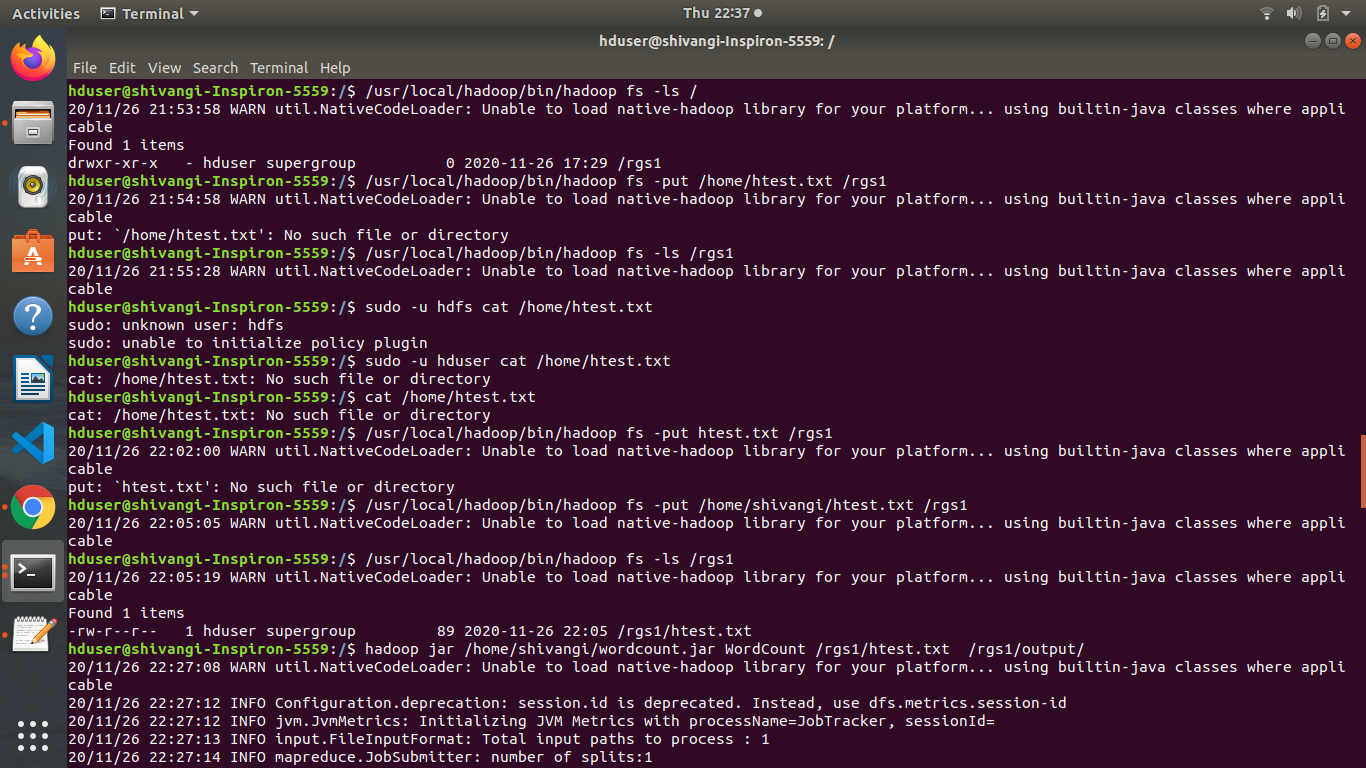 Activities Terminal Thu 22:37
hduser@shivangi-Inspiron-5559: /
File Edit View Search Terminal Help
hduser@shivangi-Inspiron-5559:/$ /usr/local/hadoop/bin/hadoop fs -ls /
20/11/26 21:53:58 WARN util.NativeCodeLoader: Unable to load native-hadoop library for your platform... using builtin-java classes where appli
cable
Found 1 items
drwxr-xr-x   - hduser supergroup          0 2020-11-26 17:29 /rgs1
hduser@shivangi-Inspiron-5559:/$ /usr/local/hadoop/bin/hadoop fs -put /home/htest.txt /rgs1
20/11/26 21:54:58 WARN util.NativeCodeLoader: Unable to load native-hadoop library for your platform... using builtin-java classes where appli
cable
put: `/home/htest.txt': No such file or directory
hduser@shivangi-Inspiron-5559:/$ /usr/local/hadoop/bin/hadoop fs -ls /rgs1
20/11/26 21:55:28 WARN util.NativeCodeLoader: Unable to load native-hadoop library for your platform... using builtin-java classes where appli
cable
hduser@shivangi-Inspiron-5559:/$ sudo -u hdfs cat /home/htest.txt
sudo: unknown user: hdfs
sudo: unable to initialize policy plugin
hduser@shivangi-Inspiron-5559:/$ sudo -u hduser cat /home/htest.txt
cat: /home/htest.txt: No such file or directory
hduser@shivangi-Inspiron-5559:/$ cat /home/htest.txt
cat: /home/htest.txt: No such file or directory
hduser@shivangi-Inspiron-5559:/$ /usr/local/hadoop/bin/hadoop fs -put htest.txt /rgs1
20/11/26 22:02:00 WARN util.NativeCodeLoader: Unable to load native-hadoop library for your platform... using builtin-java classes where appli
cable
put: `htest.txt': No such file or directory
hduser@shivangi-Inspiron-5559:/$ /usr/local/hadoop/bin/hadoop fs -put /home/shivangi/htest.txt /rgs1
20/11/26 22:05:05 WARN util.NativeCodeLoader: Unable to load native-hadoop library for your platform... using builtin-java classes where appli
cable
hduser@shivangi-Inspiron-5559:/$ /usr/local/hadoop/bin/hadoop fs -ls /rgs1
20/11/26 22:05:19 WARN util.NativeCodeLoader: Unable to load native-hadoop library for your platform... using builtin-java classes where appli
cable
Found 1 items
-rw-r--r--   1 hduser supergroup         89 2020-11-26 22:05 /rgs1/htest.txt
hduser@shivangi-Inspiron-5559:/$ hadoop jar /home/shivangi/wordcount.jar WordCount /rgs1/htest.txt  /rgs1/output/
20/11/26 22:27:08 WARN util.NativeCodeLoader: Unable to load native-hadoop library for your platform... using builtin-java classes where appli
cable
20/11/26 22:27:12 INFO Configuration.deprecation: session.id is deprecated. Instead, use dfs.metrics.session-id
20/11/26 22:27:12 INFO jvm.JvmMetrics: Initializing JVM Metrics with processName=JobTracker, sessionId=
20/11/26 22:27:13 INFO input.FileInputFormat: Total input paths to process : 1
20/11/26 22:27:14 INFO mapreduce.JobSubmitter: number of splits:1